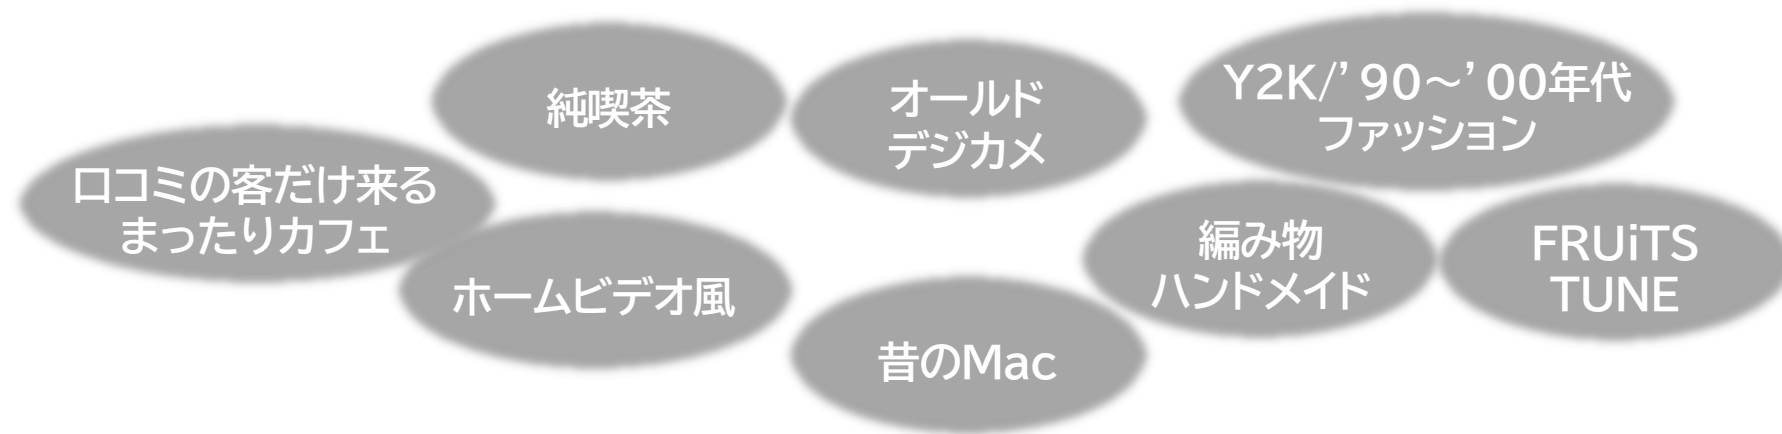 純喫茶
オールド
デジカメ
Y2K/’90～’00年代
ファッション
口コミの客だけ来る
まったりカフェ
ホームビデオ風
編み物
ハンドメイド
FRUiTS
TUNE
昔のMac